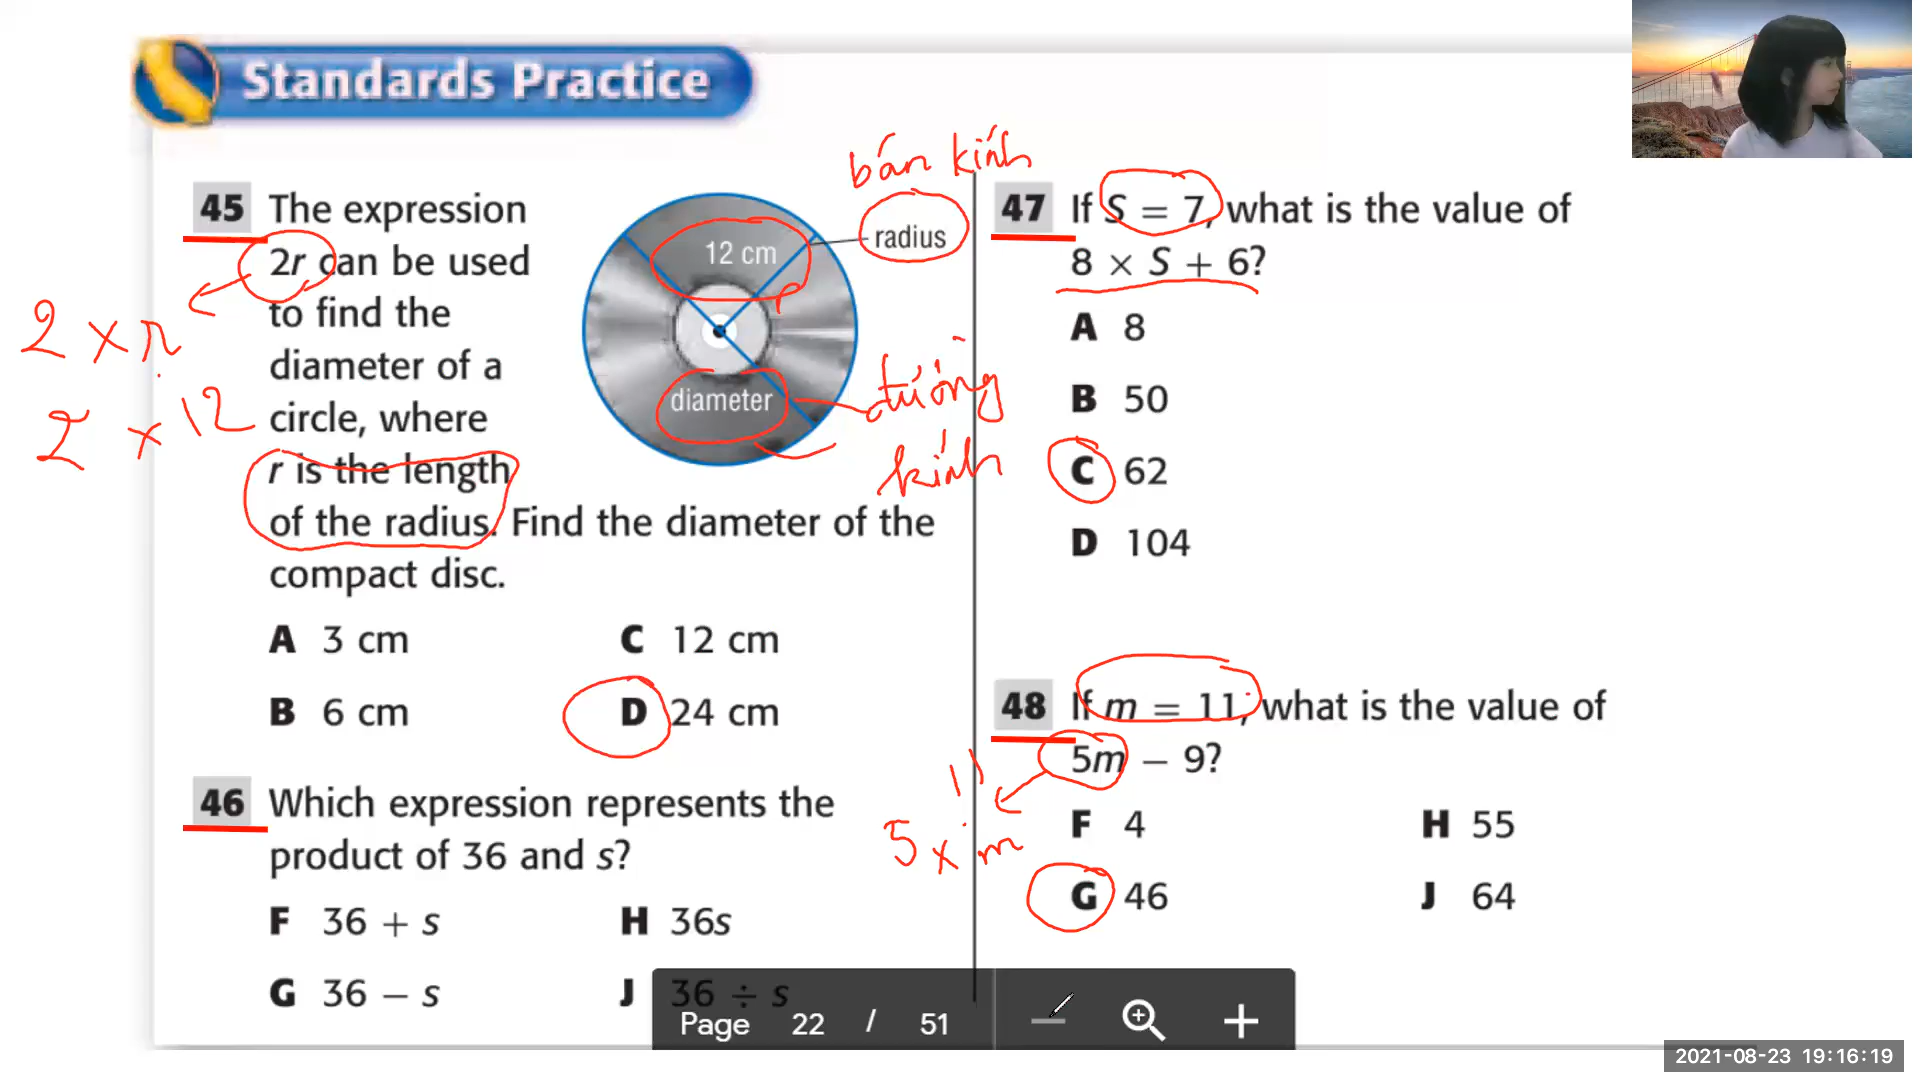 Standards Practice
45 The expression
2r can be used
to find the
diameter of a
circle, where
r is the length
of the radius. Find the diameter of the
compact disc.
12 cm
radius
diameter
bán kính
đường
kính
2 × r
2 × 12
A 3 cm
C 12 cm
B 6 cm
D 24 cm
46 Which expression represents the
product of 36 and s?
F 36 + s
H 36s
G 36 − s
J 36 ÷ s
47 If S = 7, what is the value of
8 × S + 6?
A 8
B 50
C 62
D 104
48 If m = 11, what is the value of
5m − 9?
11
5 × m
F 4
H 55
G 46
J 64
Page 22 / 51
2021-08-23 19:16:19